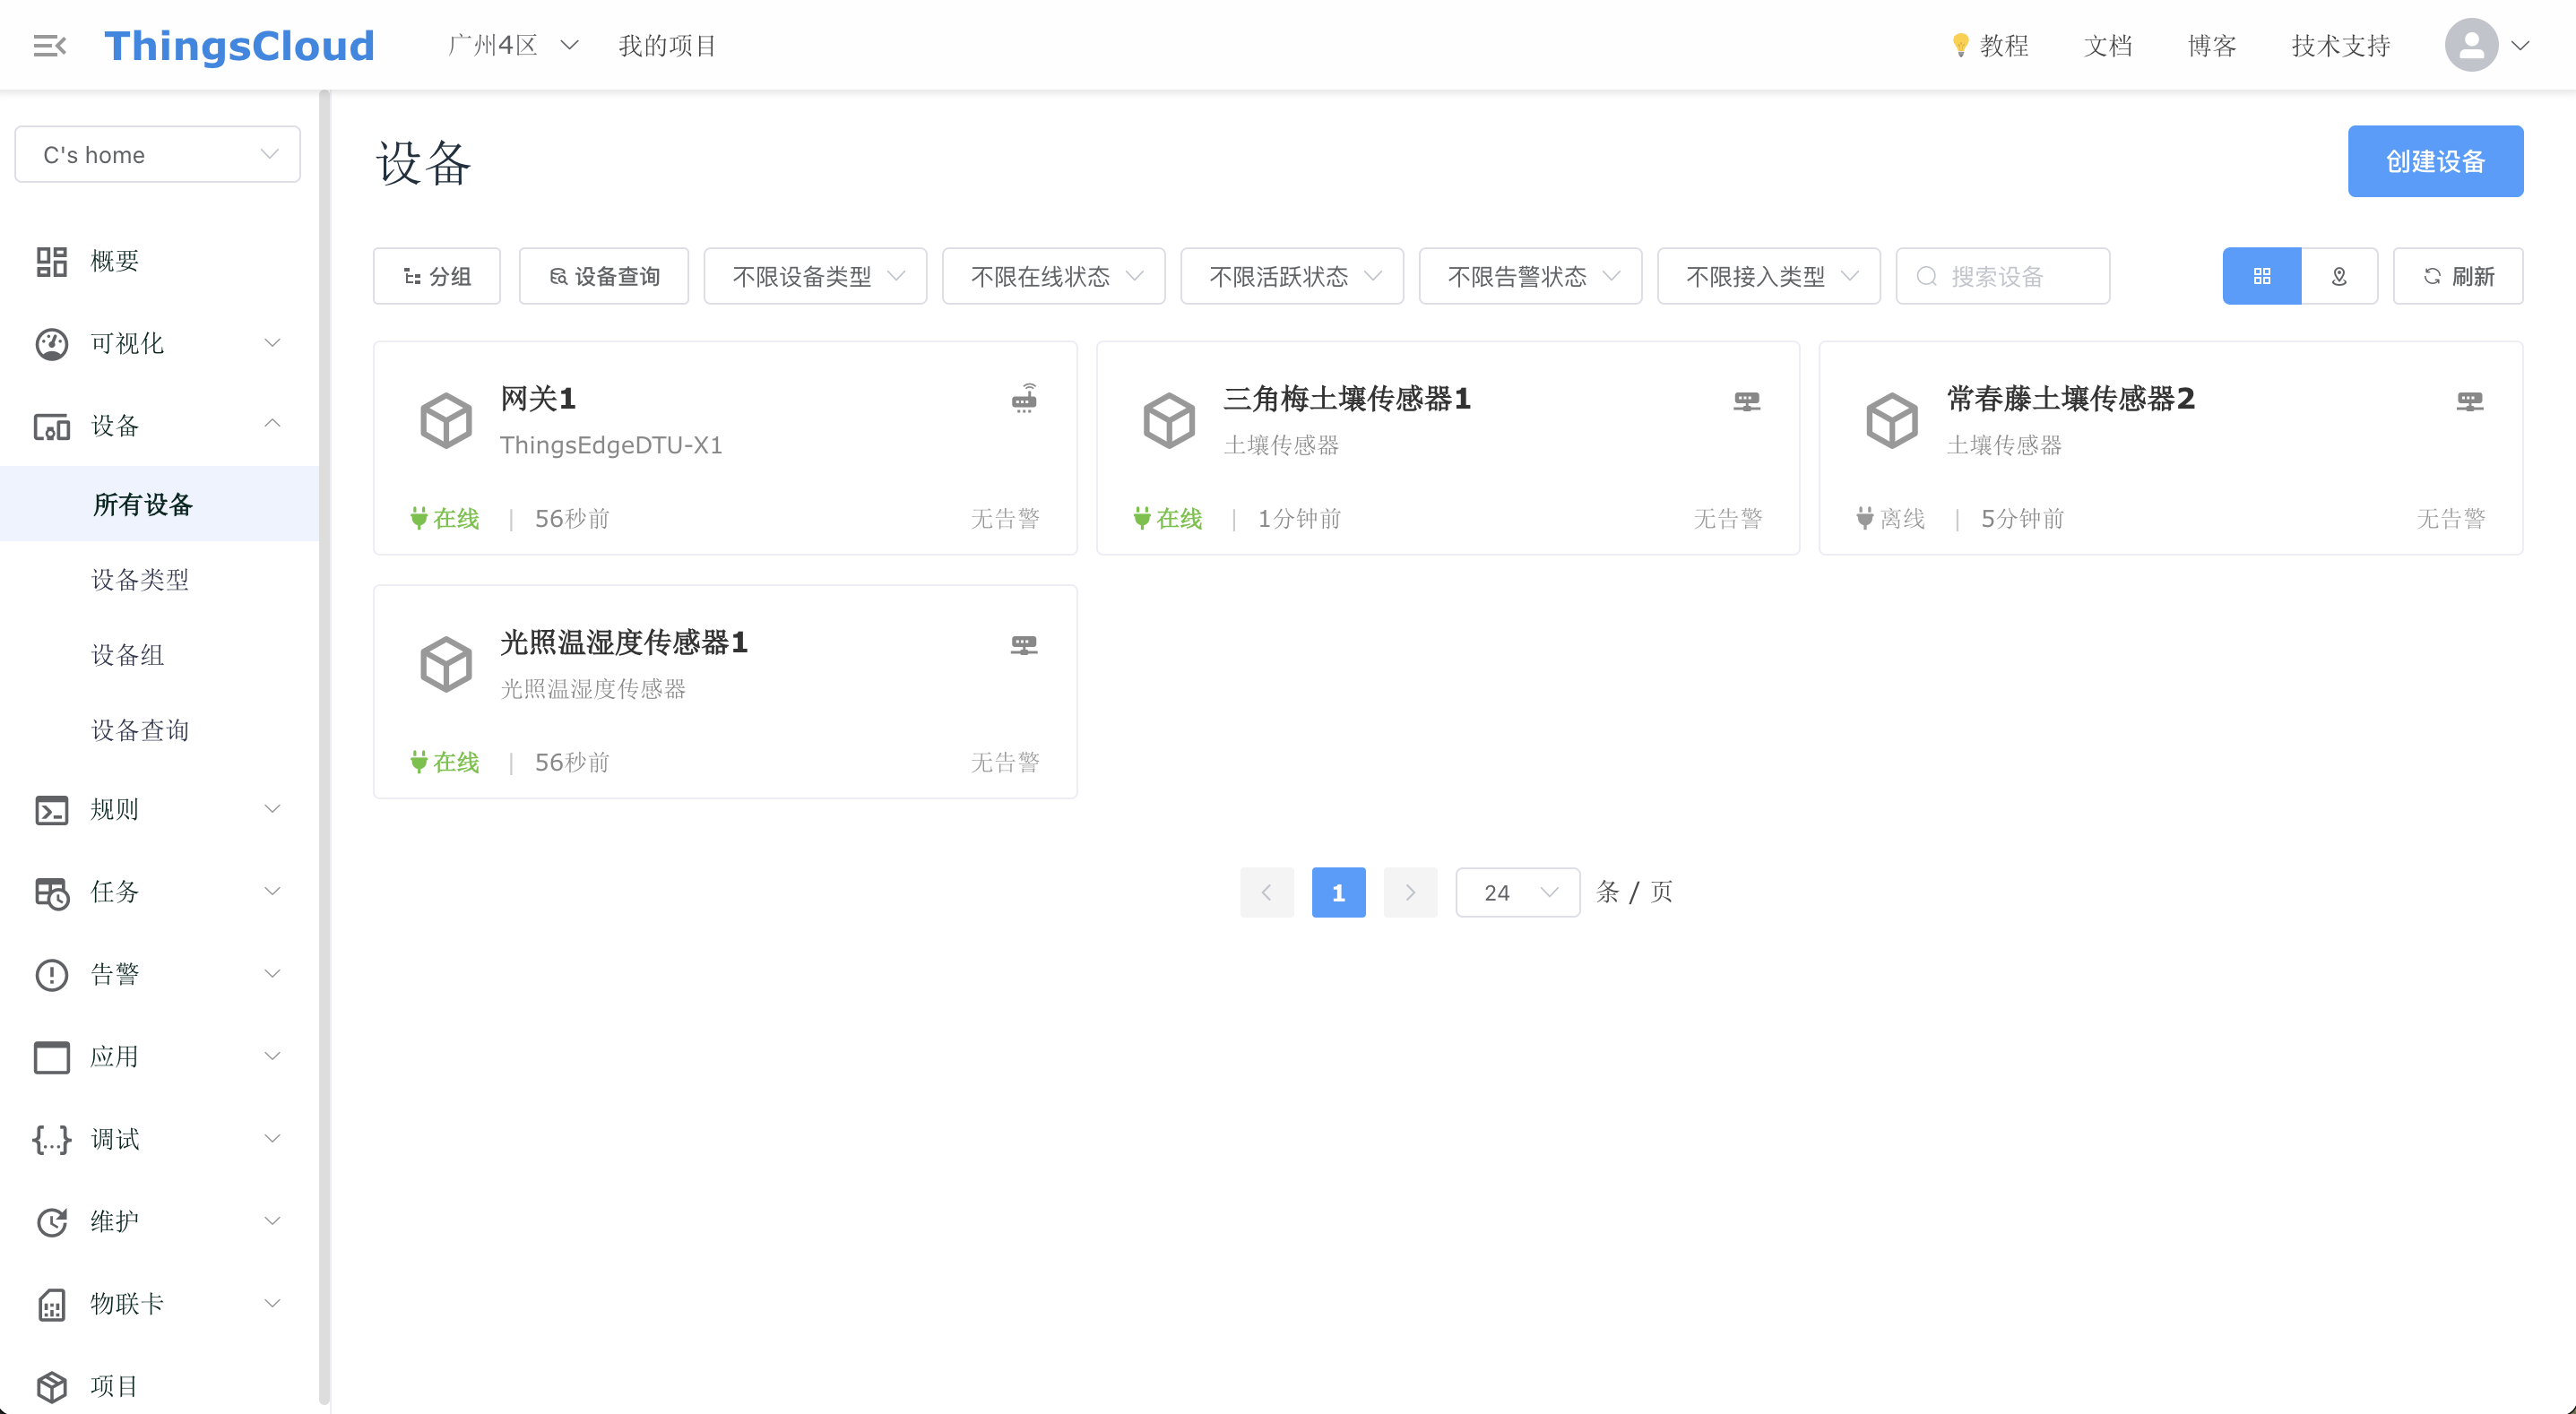 ThingsCloud
广州4区
我的项目
教程
文档
博客
技术支持
C's home
概要
可视化
设备
所有设备
设备类型
设备组
设备查询
规则
任务
告警
应用
{...} 调试
维护
物联卡
项目
设备
创建设备
分组
设备查询
不限设备类型
不限在线状态
不限活跃状态
不限告警状态
不限接入类型
搜索设备
刷新
网关1
ThingsEdgeDTU-X1
在线 | 56秒前
无告警
三角梅土壤传感器1
土壤传感器
在线 | 1分钟前
无告警
常春藤土壤传感器2
土壤传感器
离线 | 5分钟前
无告警
光照温湿度传感器1
光照温湿度传感器
在线 | 56秒前
无告警
1
24
条 / 页